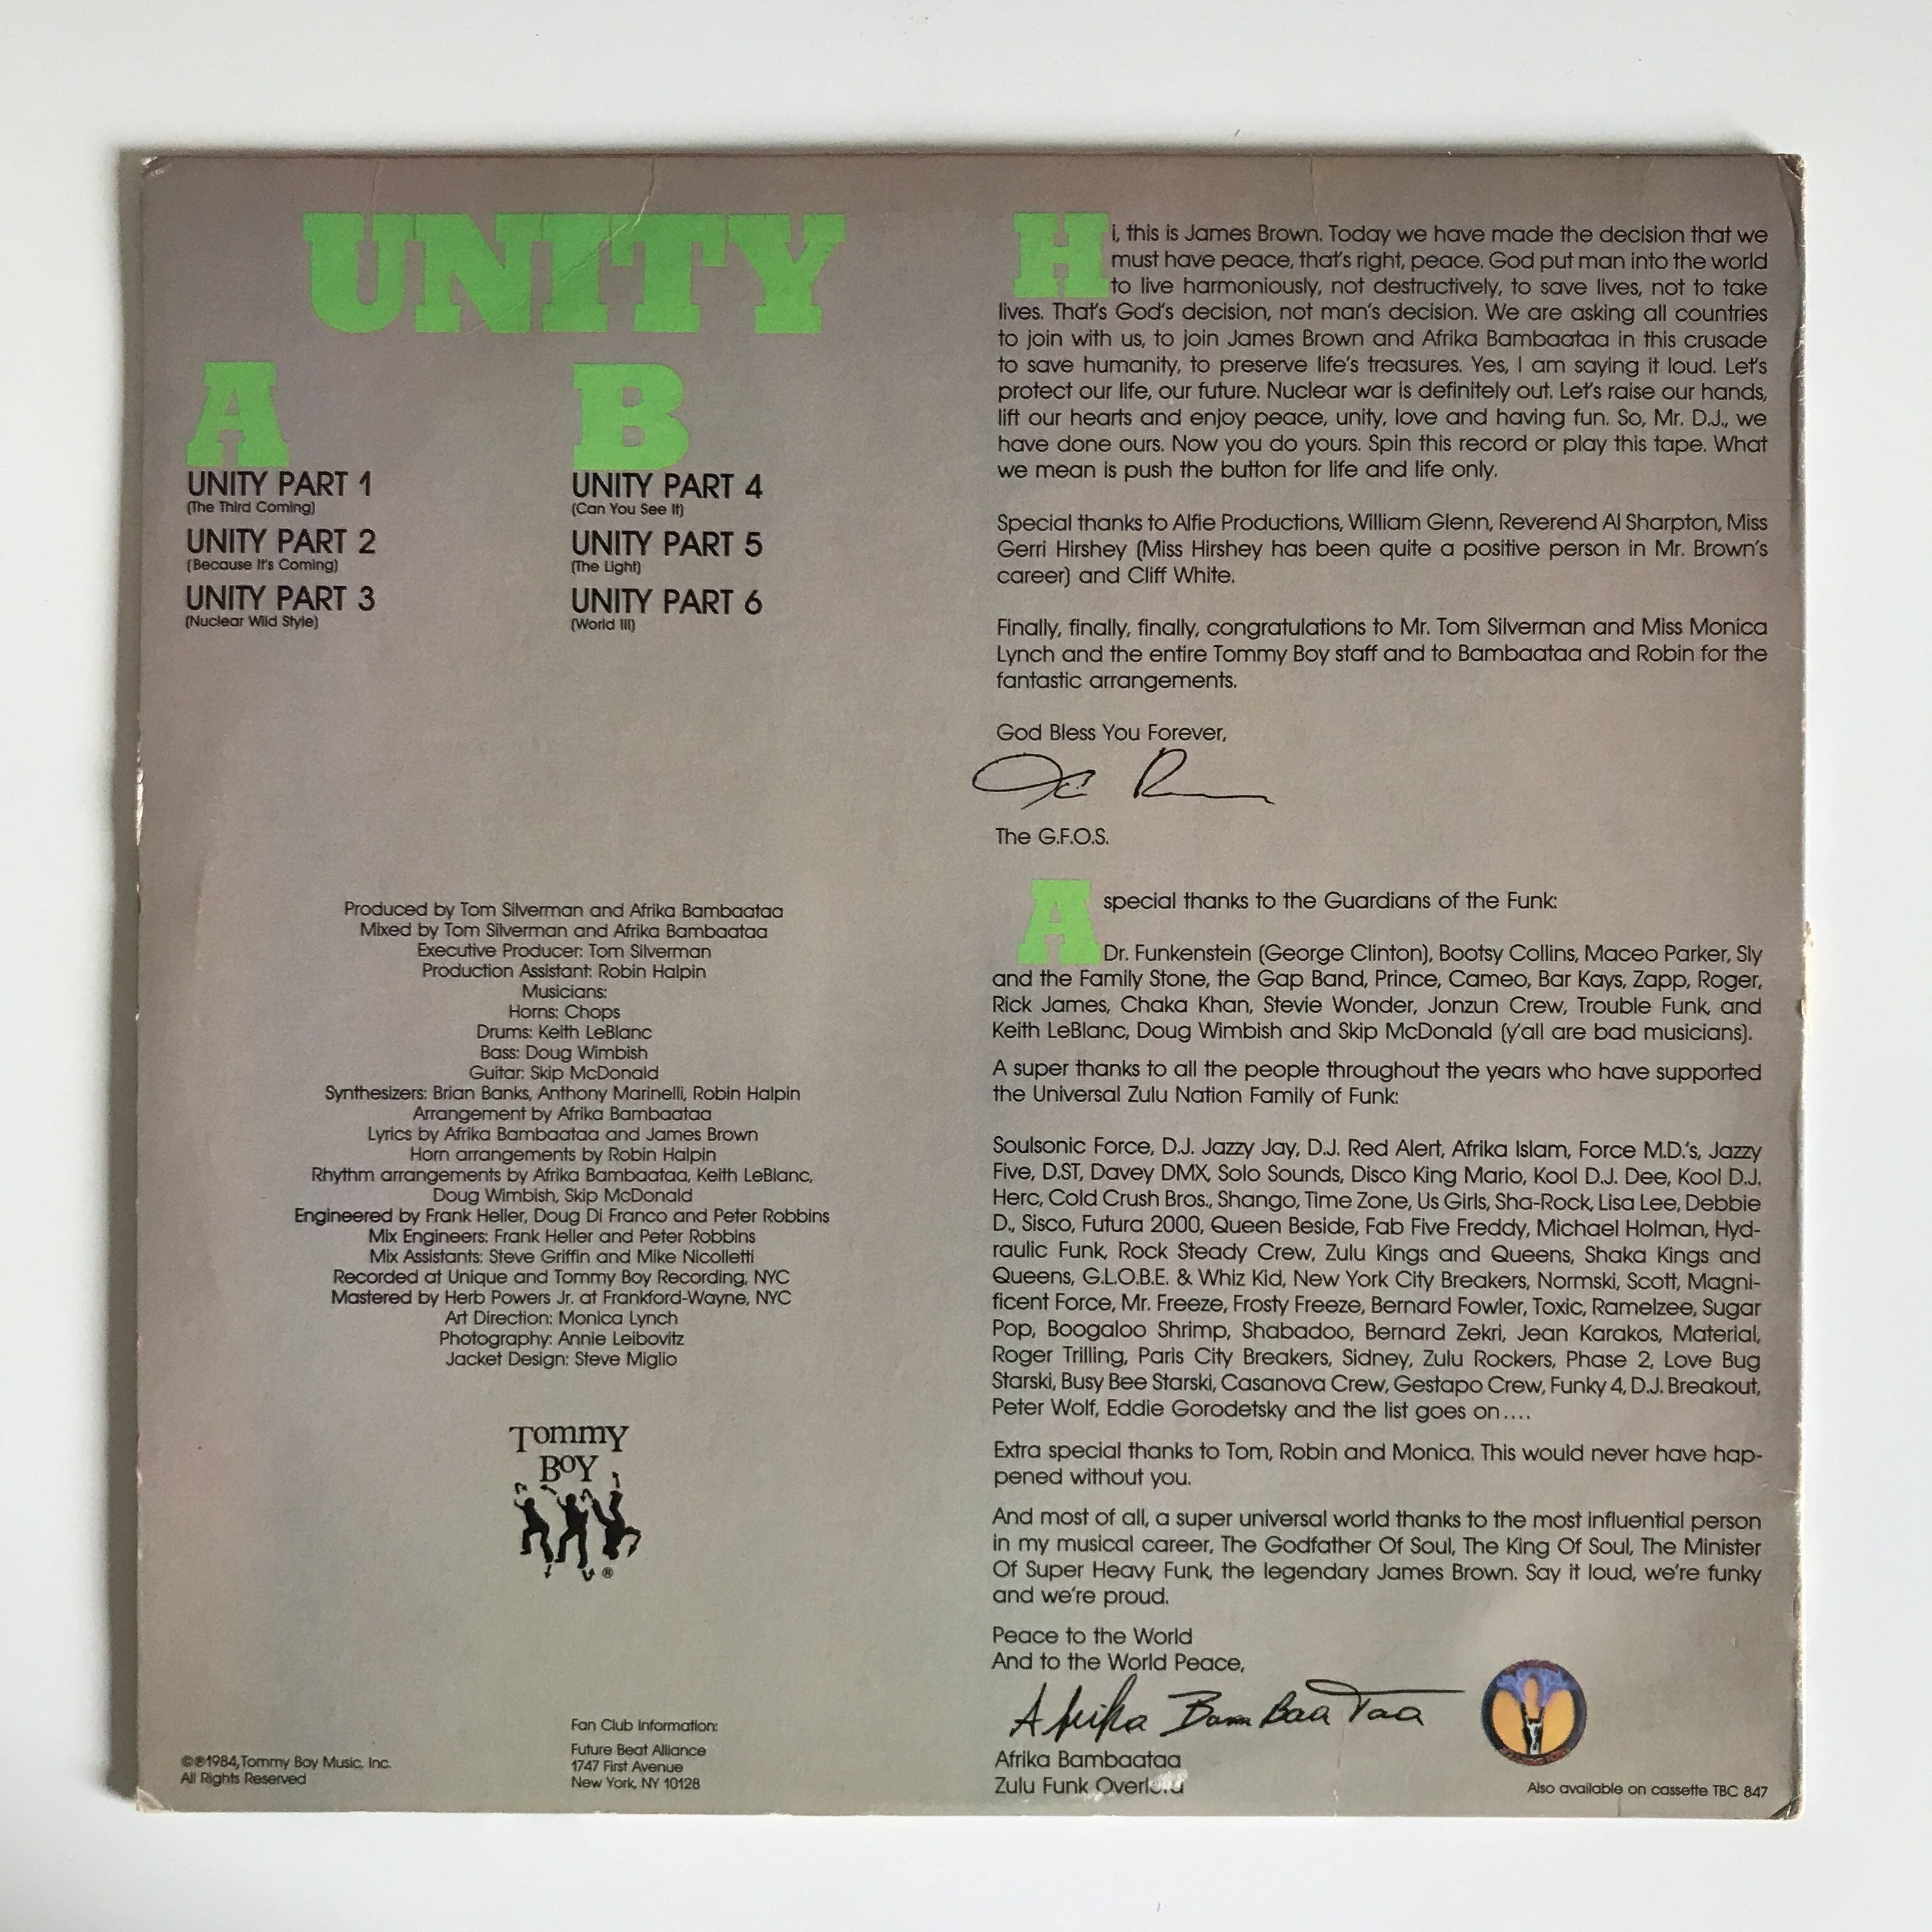 UNITY
A
UNITY PART 1
(The Third Coming)
UNITY PART 2
(Because It's Coming)
UNITY PART 3
(Nuclear Wild Style)
B
UNITY PART 4
(Can You See It)
UNITY PART 5
(The Light)
UNITY PART 6
(World III)
Produced by Tom Silverman and Afrika Bambaataa
Mixed by Tom Silverman and Afrika Bambaataa
Executive Producer: Tom Silverman
Production Assistant: Robin Halpin
Musicians:
Horns: Chops
Drums: Keith LeBlanc
Bass: Doug Wimbish
Guitar: Skip McDonald
Synthesizers: Brian Banks, Anthony Marinelli, Robin Halpin
Arrangement by Afrika Bambaataa
Lyrics by Afrika Bambaataa and James Brown
Horn arrangements by Robin Halpin
Rhythm arrangements by Afrika Bambaataa, Keith LeBlanc,
Doug Wimbish, Skip McDonald
Engineered by Frank Heller, Doug Di Franco and Peter Robbins
Mix Engineers: Frank Heller and Peter Robbins
Mix Assistants: Steve Griffin and Mike Nicolletti
Recorded at Unique and Tommy Boy Recording, NYC
Mastered by Herb Powers Jr. at Frankford-Wayne, NYC
Art Direction: Monica Lynch
Photography: Annie Leibovitz
Jacket Design: Steve Miglio
Tommy
Boy
®
©℗1984, Tommy Boy Music, Inc.
All Rights Reserved
Fan Club Information:
Future Beat Alliance
1747 First Avenue
New York, NY 10128
Hi, this is James Brown. Today we have made the decision that we
must have peace, that's right, peace. God put man into the world
to live harmoniously, not destructively, to save lives, not to take
lives. That's God's decision, not man's decision. We are asking all countries
to join with us, to join James Brown and Afrika Bambaataa in this crusade
to save humanity, to preserve life's treasures. Yes, I am saying it loud. Let's
protect our life, our future. Nuclear war is definitely out. Let's raise our hands,
lift our hearts and enjoy peace, unity, love and having fun. So, Mr. D.J., we
have done ours. Now you do yours. Spin this record or play this tape. What
we mean is push the button for life and life only.
Special thanks to Alfie Productions, William Glenn, Reverend Al Sharpton, Miss
Gerri Hirshey (Miss Hirshey has been quite a positive person in Mr. Brown's
career) and Cliff White.
Finally, finally, finally, congratulations to Mr. Tom Silverman and Miss Monica
Lynch and the entire Tommy Boy staff and to Bambaataa and Robin for the
fantastic arrangements.
God Bless You Forever,
The G.F.O.S.
A special thanks to the Guardians of the Funk:
Dr. Funkenstein (George Clinton), Bootsy Collins, Maceo Parker, Sly
and the Family Stone, the Gap Band, Prince, Cameo, Bar Kays, Zapp, Roger,
Rick James, Chaka Khan, Stevie Wonder, Jonzun Crew, Trouble Funk, and
Keith LeBlanc, Doug Wimbish and Skip McDonald (y'all are bad musicians).
A super thanks to all the people throughout the years who have supported
the Universal Zulu Nation Family of Funk:
Soulsonic Force, D.J. Jazzy Jay, D.J. Red Alert, Afrika Islam, Force M.D.'s, Jazzy
Five, D.ST, Davey DMX, Solo Sounds, Disco King Mario, Kool D.J. Dee, Kool D.J.
Herc, Cold Crush Bros., Shango, Time Zone, Us Girls, Sha-Rock, Lisa Lee, Debbie
D., Sisco, Futura 2000, Queen Beside, Fab Five Freddy, Michael Holman, Hyd-
raulic Funk, Rock Steady Crew, Zulu Kings and Queens, Shaka Kings and
Queens, G.L.O.B.E. & Whiz Kid, New York City Breakers, Normski, Scott, Magni-
ficent Force, Mr. Freeze, Frosty Freeze, Bernard Fowler, Toxic, Ramelzee, Sugar
Pop, Boogaloo Shrimp, Shabadoo, Bernard Zekri, Jean Karakos, Material,
Roger Trilling, Paris City Breakers, Sidney, Zulu Rockers, Phase 2, Love Bug
Starski, Busy Bee Starski, Casanova Crew, Gestapo Crew, Funky 4, D.J. Breakout,
Peter Wolf, Eddie Gorodetsky and the list goes on....
Extra special thanks to Tom, Robin and Monica. This would never have hap-
pened without you.
And most of all, a super universal world thanks to the most influential person
in my musical career, The Godfather Of Soul, The King Of Soul, The Minister
Of Super Heavy Funk, the legendary James Brown. Say it loud, we're funky
and we're proud.
Peace to the World
And to the World Peace,
Afrika BamBaaTaa
Afrika Bambaataa
Zulu Funk Overlord
Also available on cassette TBC 847